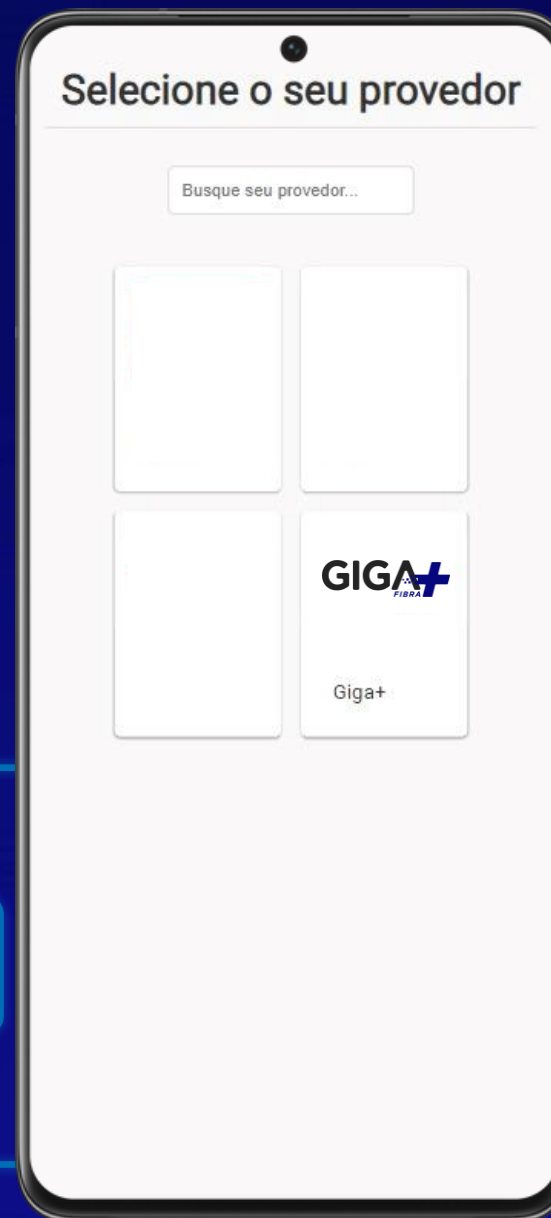 Selecione o seu provedor
Busque seu provedor...
GIGA+
FIBRA
Giga+